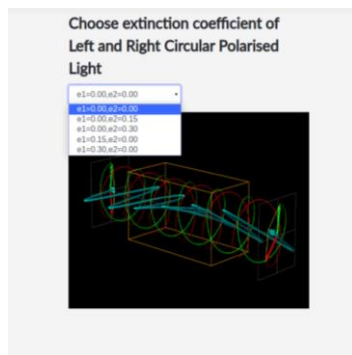 Choose extinction coefficient of
Left and Right Circular Polarised
Light
e1=0.00,e2=0.00
e1=0.00,e2=0.00
e1=0.00,e2=0.15
e1=0.00,e2=0.30
e1=0.15,e2=0.00
e1=0.30,e2=0.00